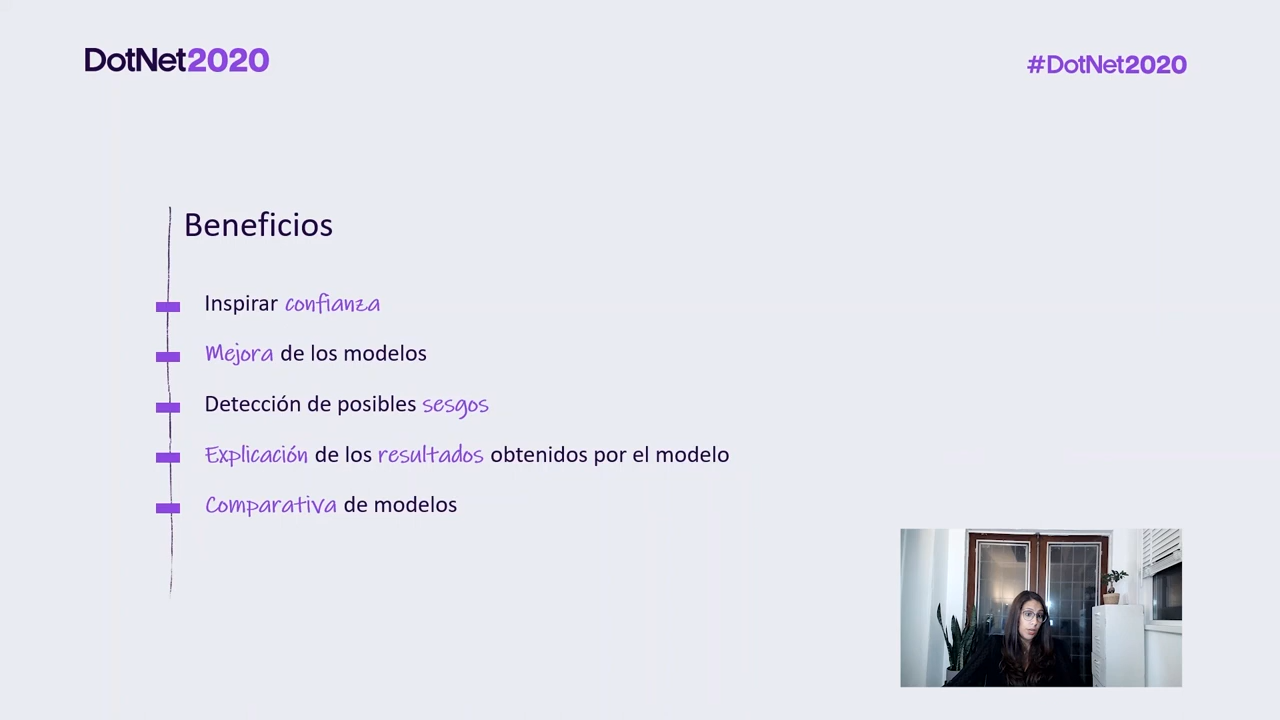 DotNet2020
#DotNet2020
Beneficios
Inspirar confianza
Mejora de los modelos
Detección de posibles sesgos
Explicación de los resultados obtenidos por el modelo
Comparativa de modelos